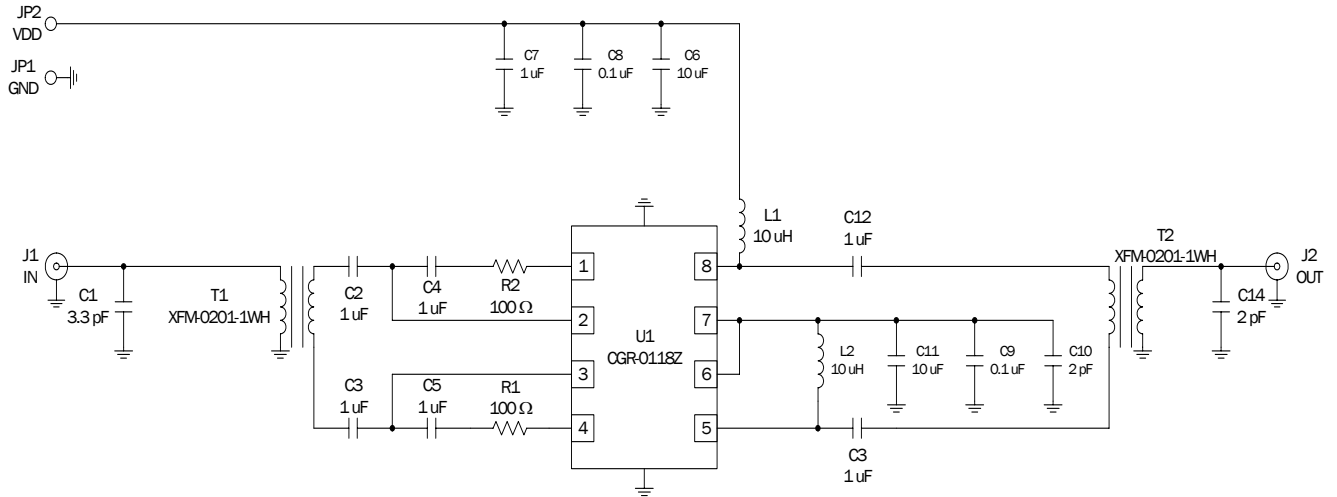 JP2
VDD
JP1
GND
C7
1 uF
C8
0.1 uF
C6
10 uF
J1
IN
C1
3.3 pF
T1
XFM-0201-1WH
C2
1 uF
C4
1 uF
R2
100 Ω
C3
1 uF
C5
1 uF
R1
100 Ω
1
2
3
4
U1
CGR-0118Z
8
7
6
5
L1
10 uH
C12
1 uF
L2
10 uH
C11
10 uF
C9
0.1 uF
C10
2 pF
C3
1 uF
T2
XFM-0201-1WH
C14
2 pF
J2
OUT